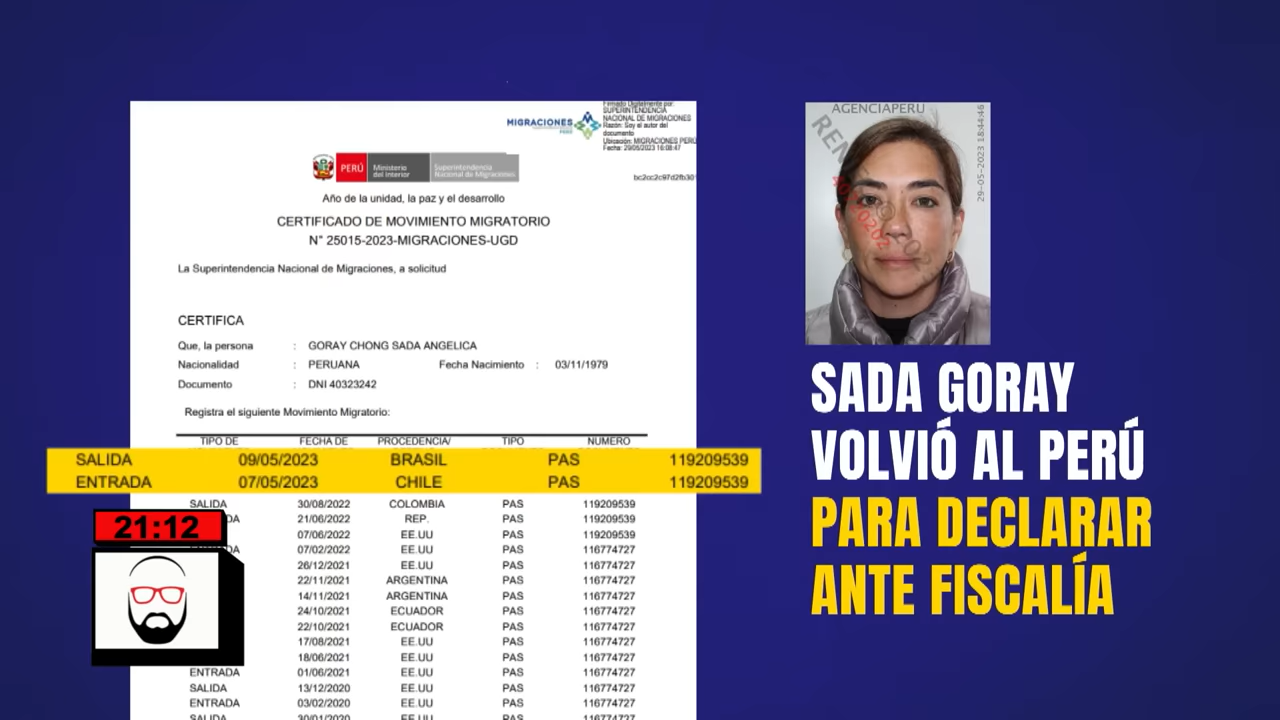 Firmado Digitalmente por:
SUPERINTENDENCIA
NACIONAL DE MIGRACIONES
Razón: Soy el autor del
documento
Ubicación: MIGRACIONES PERÚ
Fecha: 29/05/2023 16:08:47
MIGRACIONES
PERÚ
PERÚ Ministerio del Interior Superintendencia Nacional de Migraciones
Año de la unidad, la paz y el desarrollo
CERTIFICADO DE MOVIMIENTO MIGRATORIO
N° 25015-2023-MIGRACIONES-UGD
La Superintendencia Nacional de Migraciones, a solicitud
CERTIFICA
Que, la persona : GORAY CHONG SADA ANGELICA
Nacionalidad : PERUANA Fecha Nacimiento : 03/11/1979
Documento : DNI 40323242
Registra el siguiente Movimiento Migratorio:
TIPO DE FECHA DE PROCEDENCIA/ TIPO NUMERO
SALIDA 09/05/2023 BRASIL PAS 119209539
ENTRADA 07/05/2023 CHILE PAS 119209539
SALIDA 30/08/2022 COLOMBIA PAS 119209539
DA 21/06/2022 REP. PAS 119209539
07/06/2022 EE.UU PAS 119209539
07/02/2022 EE.UU PAS 116774727
26/12/2021 EE.UU PAS 116774727
22/11/2021 ARGENTINA PAS 116774727
14/11/2021 ARGENTINA PAS 116774727
24/10/2021 ECUADOR PAS 116774727
22/10/2021 ECUADOR PAS 116774727
17/08/2021 EE.UU PAS 116774727
18/06/2021 EE.UU PAS 116774727
ENTRADA 01/06/2021 EE.UU PAS 116774727
SALIDA 13/12/2020 EE.UU PAS 116774727
ENTRADA 03/02/2020 EE.UU PAS 116774727
SALIDA 30/01/2020 EE.UU PAS 116774727
21:12
AGENCIAPERU
29-05-2023 18:44:46
SADA GORAY
VOLVIÓ AL PERÚ
PARA DECLARAR
ANTE FISCALÍA